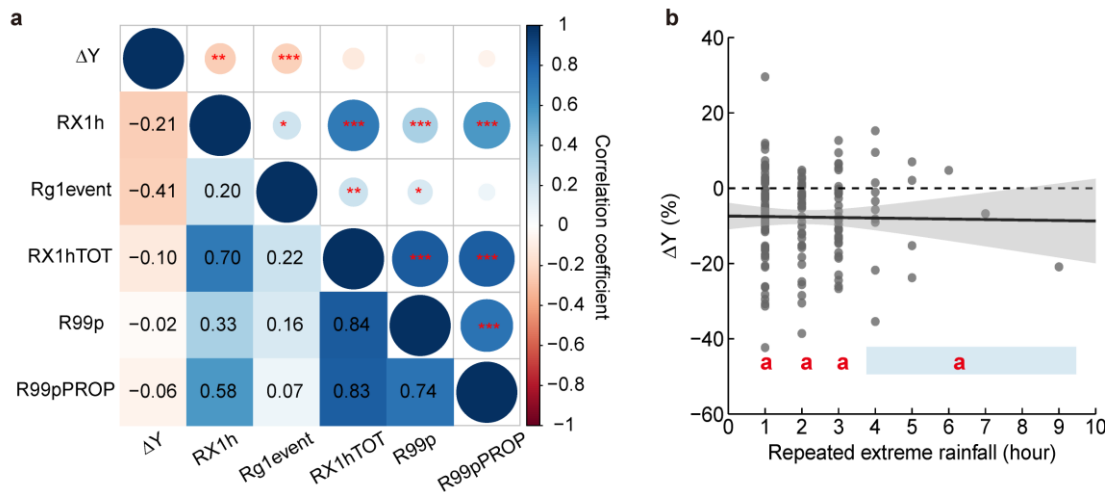 a
ΔY
** ***
RX1h
−0.21
* *** *** ***
Rg1event
−0.41 0.20
** *
RX1hTOT
−0.10 0.70 0.22
*** ***
R99p
−0.02 0.33 0.16 0.84
***
R99pPROP
−0.06 0.58 0.07 0.83 0.74
ΔY RX1h Rg1event RX1hTOT R99p R99pPROP
1
0.8
0.6
0.4
0.2
0
−0.2
−0.4
−0.6
−0.8
−1
Correlation coefficient
b
40
20
0
−20
−40
−60
ΔY (%)
a a a a
0 1 2 3 4 5 6 7 8 9 10
Repeated extreme rainfall (hour)